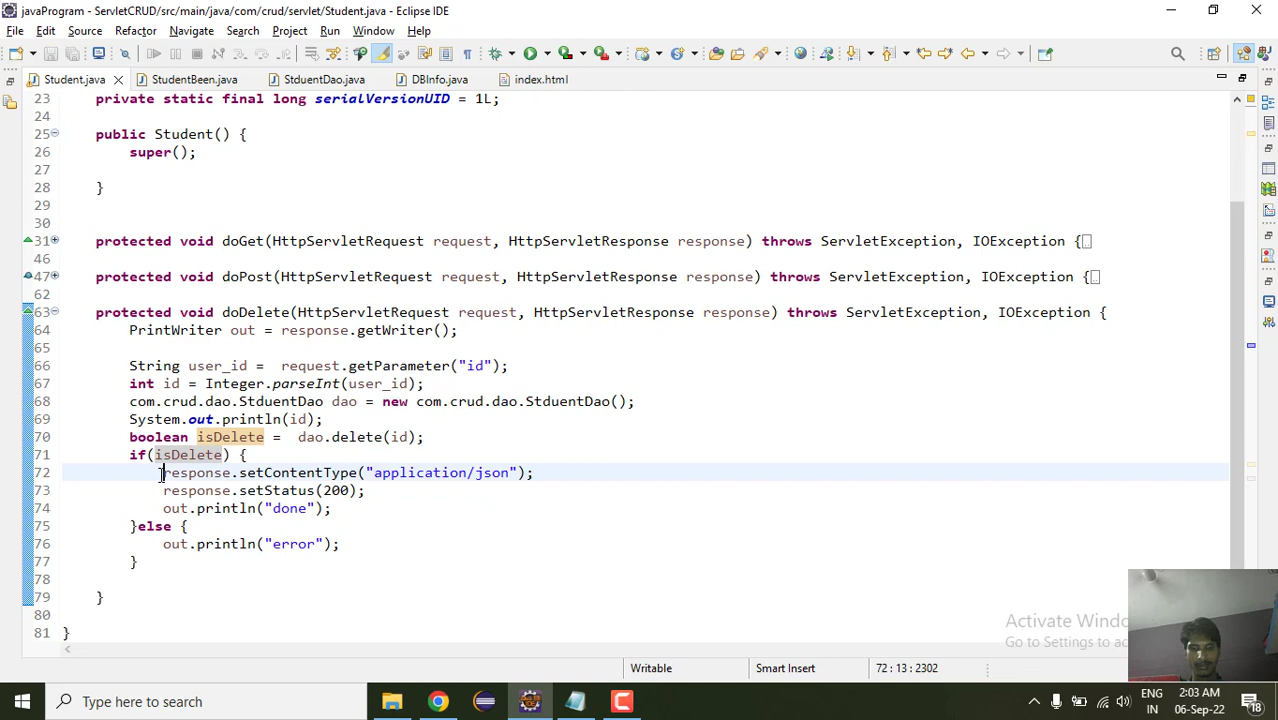 javaProgram - ServletCRUD/src/main/java/com/crud/servlet/Student.java - Eclipse IDE
File Edit Source Refactor Navigate Search Project Run Window Help
Student.java StudentBeen.java StduentDao.java DBInfo.java index.html
23 private static final long serialVersionUID = 1L;
24
25 public Student() {
26 super();
27
28 }
29
30
31 protected void doGet(HttpServletRequest request, HttpServletResponse response) throws ServletException, IOException {
46
47 protected void doPost(HttpServletRequest request, HttpServletResponse response) throws ServletException, IOException {
62
63 protected void doDelete(HttpServletRequest request, HttpServletResponse response) throws ServletException, IOException {
64 PrintWriter out = response.getWriter();
65
66 String user_id =  request.getParameter("id");
67 int id = Integer.parseInt(user_id);
68 com.crud.dao.StduentDao dao = new com.crud.dao.StduentDao();
69 System.out.println(id);
70 boolean isDelete =  dao.delete(id);
71 if(isDelete) {
72 response.setContentType("application/json");
73 response.setStatus(200);
74 out.println("done");
75 }else {
76 out.println("error");
77 }
78
79 }
80
81 }
Activate Windo
Go to Settings to ac
Writable Smart Insert 72 : 13 : 2302
Type here to search
ENG
IN
2:03 AM
06-Sep-22
18